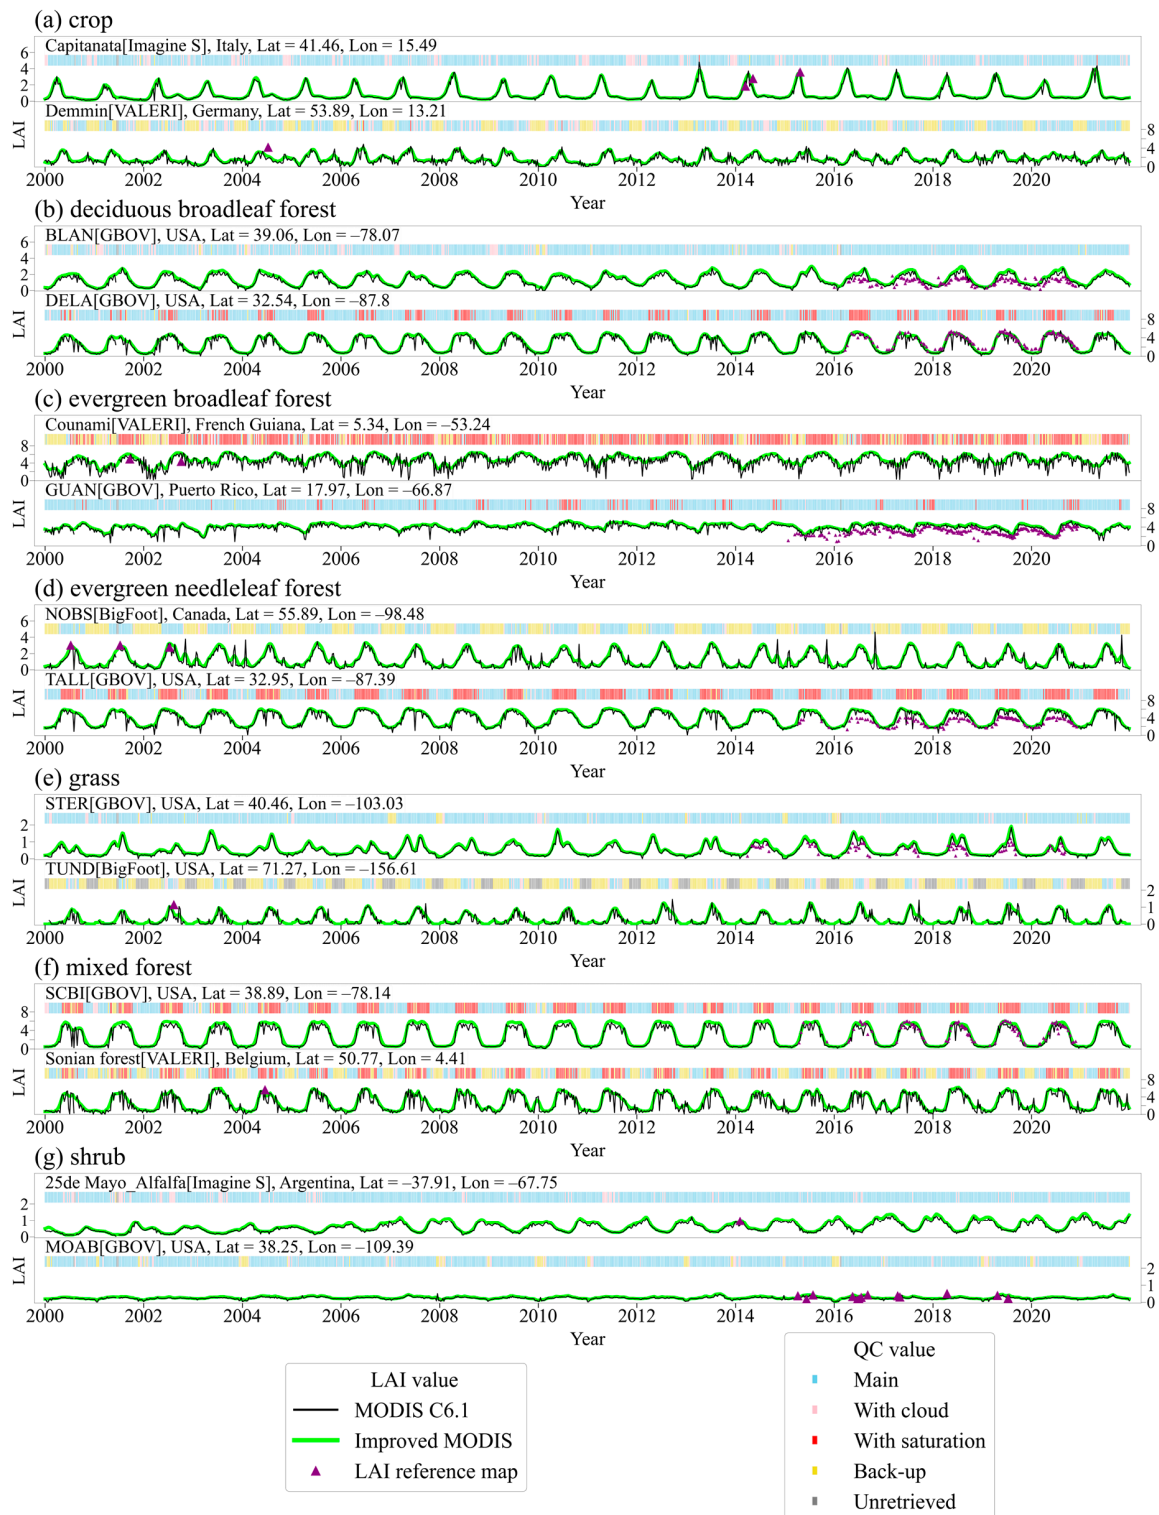 (a) crop
Capitanata[Imagine S], Italy, Lat = 41.46, Lon = 15.49
6
4
2
0
Demmin[VALERI], Germany, Lat = 53.89, Lon = 13.21
LAI
8
4
0
2000 2002 2004 2006 2008 2010 2012 2014 2016 2018 2020
Year
(b) deciduous broadleaf forest
BLAN[GBOV], USA, Lat = 39.06, Lon = –78.07
6
4
2
0
DELA[GBOV], USA, Lat = 32.54, Lon = –87.8
LAI
8
4
0
2000 2002 2004 2006 2008 2010 2012 2014 2016 2018 2020
Year
(c) evergreen broadleaf forest
Counami[VALERI], French Guiana, Lat = 5.34, Lon = –53.24
8
4
0
GUAN[GBOV], Puerto Rico, Lat = 17.97, Lon = –66.87
LAI
8
4
0
2000 2002 2004 2006 2008 2010 2012 2014 2016 2018 2020
Year
(d) evergreen needleleaf forest
NOBS[BigFoot], Canada, Lat = 55.89, Lon = –98.48
6
4
2
0
TALL[GBOV], USA, Lat = 32.95, Lon = –87.39
LAI
8
4
0
2000 2002 2004 2006 2008 2010 2012 2014 2016 2018 2020
Year
(e) grass
STER[GBOV], USA, Lat = 40.46, Lon = –103.03
2
1
0
TUND[BigFoot], USA, Lat = 71.27, Lon = –156.61
LAI
2
1
0
2000 2002 2004 2006 2008 2010 2012 2014 2016 2018 2020
Year
(f) mixed forest
SCBI[GBOV], USA, Lat = 38.89, Lon = –78.14
8
4
0
Sonian forest[VALERI], Belgium, Lat = 50.77, Lon = 4.41
LAI
8
4
0
2000 2002 2004 2006 2008 2010 2012 2014 2016 2018 2020
Year
(g) shrub
25de Mayo_Alfalfa[Imagine S], Argentina, Lat = –37.91, Lon = –67.75
2
1
0
MOAB[GBOV], USA, Lat = 38.25, Lon = –109.39
LAI
2
1
0
2000 2002 2004 2006 2008 2010 2012 2014 2016 2018 2020
Year
LAI value
MODIS C6.1
Improved MODIS
LAI reference map
QC value
Main
With cloud
With saturation
Back-up
Unretrieved